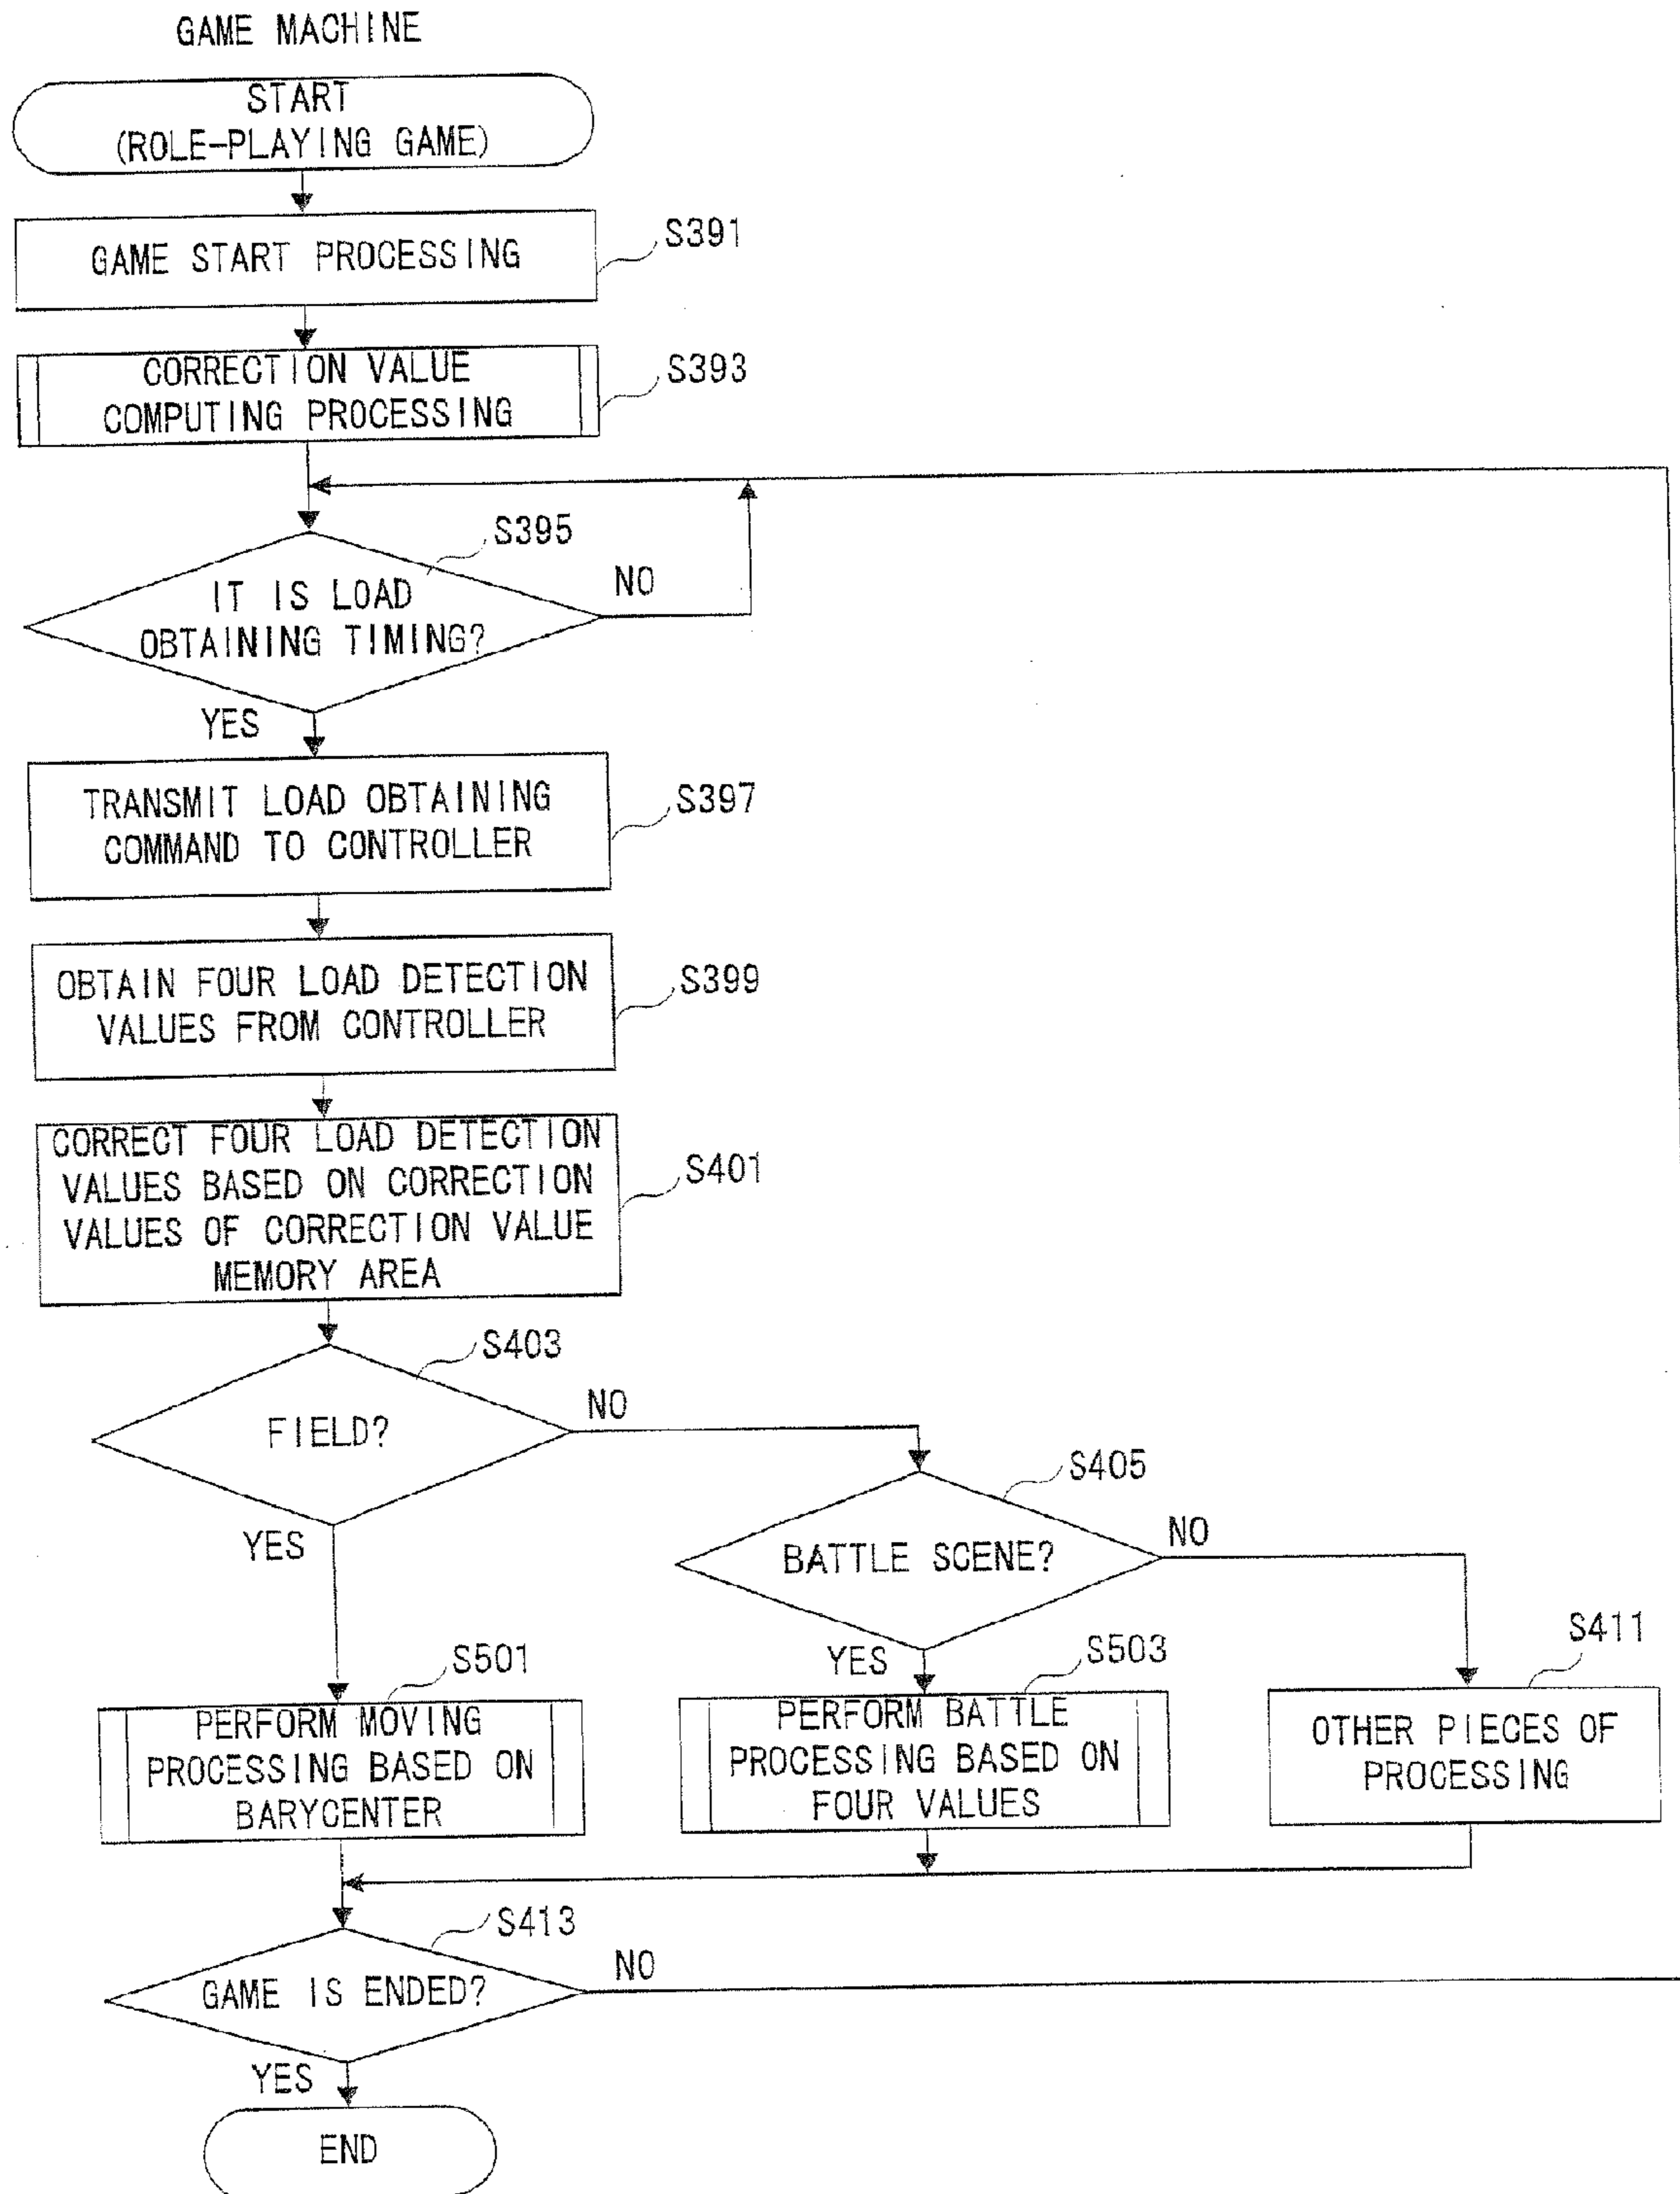 GAME MACHINE
START
(ROLE-PLAYING GAME)
GAME START PROCESSING
S391
CORRECTION VALUE
COMPUTING PROCESSING
S393
S395
IT IS LOAD
OBTAINING TIMING?
NO
YES
TRANSMIT LOAD OBTAINING
COMMAND TO CONTROLLER
S397
OBTAIN FOUR LOAD DETECTION
VALUES FROM CONTROLLER
S399
CORRECT FOUR LOAD DETECTION
VALUES BASED ON CORRECTION
VALUES OF CORRECTION VALUE
MEMORY AREA
S401
S403
FIELD?
NO
YES
S405
BATTLE SCENE?
NO
YES
S501
PERFORM MOVING
PROCESSING BASED ON
BARYCENTER
S503
PERFORM BATTLE
PROCESSING BASED ON
FOUR VALUES
S411
OTHER PIECES OF
PROCESSING
S413
GAME IS ENDED?
NO
YES
END